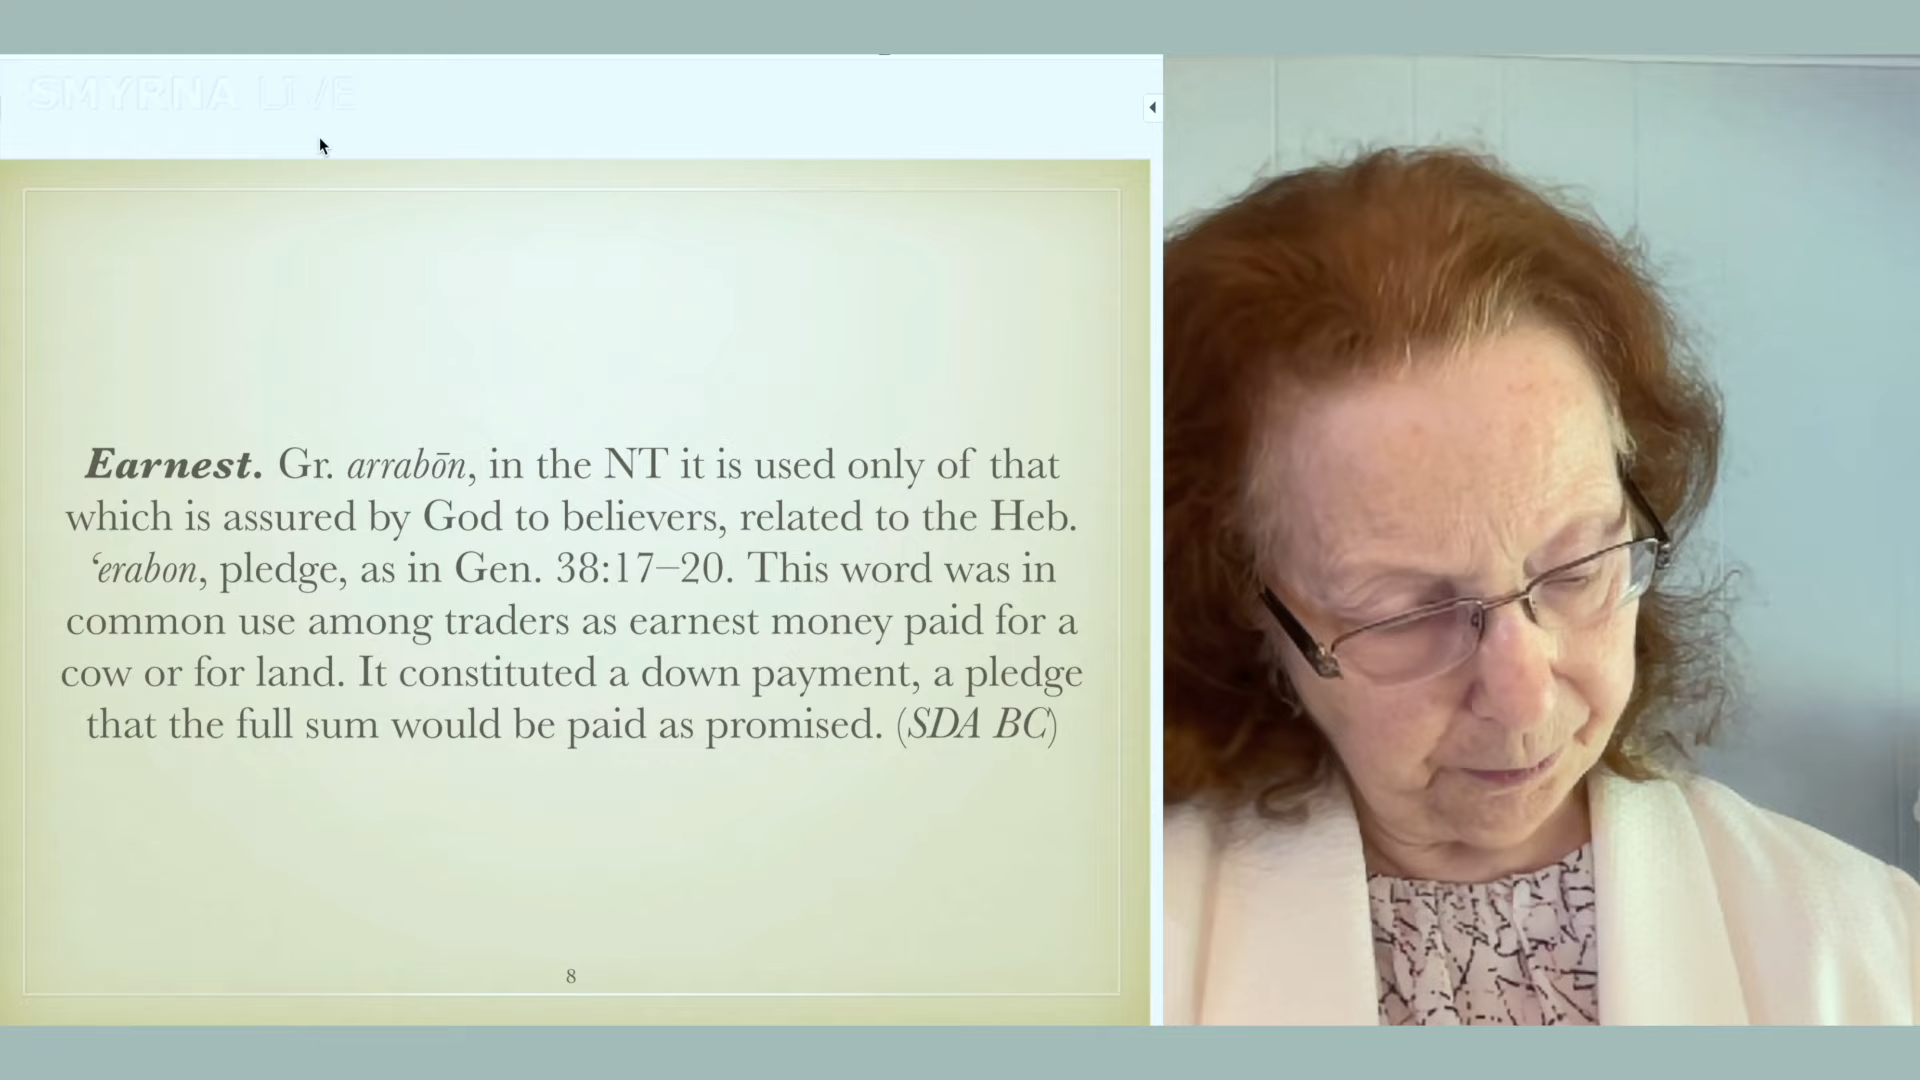 SMYRNA LIVE
Earnest. Gr. arrabōn, in the NT it is used only of that
which is assured by God to believers, related to the Heb.
‘erabon, pledge, as in Gen. 38:17–20. This word was in
common use among traders as earnest money paid for a
cow or for land. It constituted a down payment, a pledge
that the full sum would be paid as promised. (SDA BC)
8